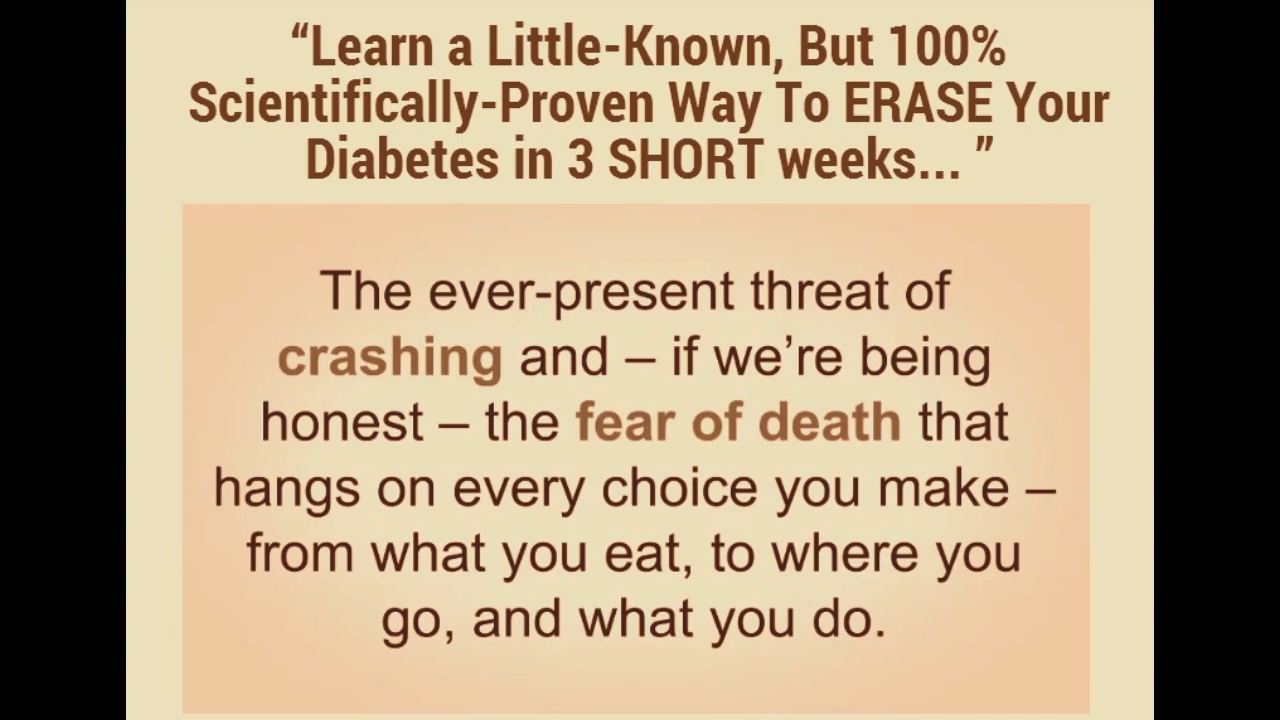 “Learn a Little-Known, But 100%
Scientifically-Proven Way To ERASE Your
Diabetes in 3 SHORT weeks... ”
The ever-present threat of
crashing and – if we’re being
honest – the fear of death that
hangs on every choice you make –
from what you eat, to where you
go, and what you do.